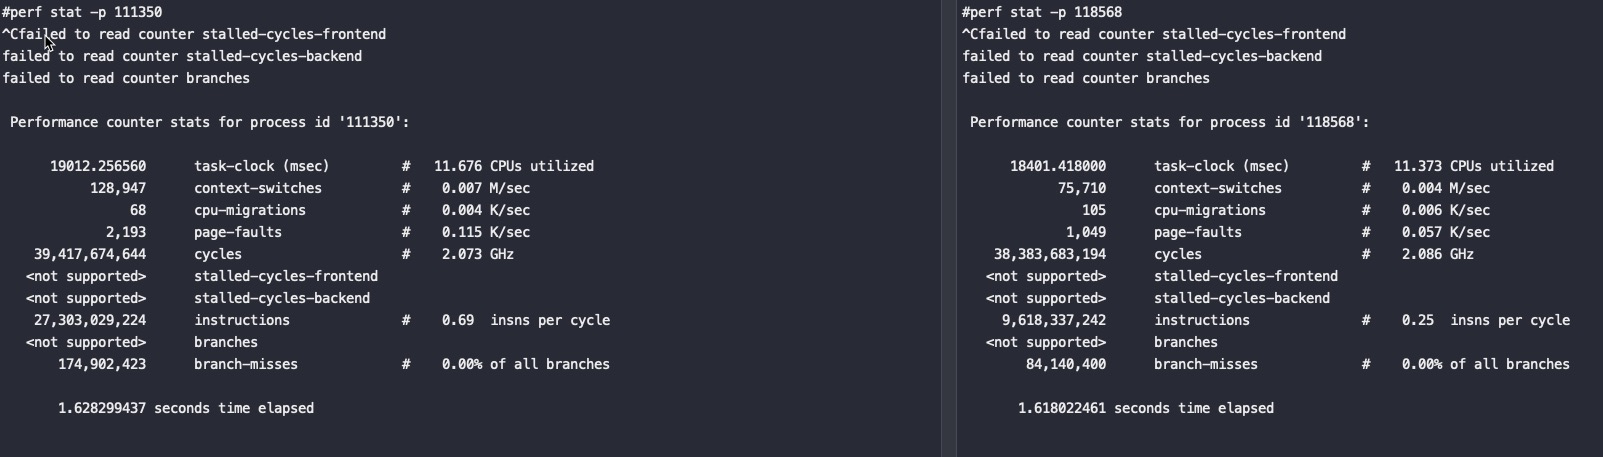 #perf stat -p 111350
^Cfailed to read counter stalled-cycles-frontend
failed to read counter stalled-cycles-backend
failed to read counter branches
Performance counter stats for process id '111350':
19012.256560 task-clock (msec) # 11.676 CPUs utilized
128,947 context-switches # 0.007 M/sec
68 cpu-migrations # 0.004 K/sec
2,193 page-faults # 0.115 K/sec
39,417,674,644 cycles # 2.073 GHz
<not supported> stalled-cycles-frontend
<not supported> stalled-cycles-backend
27,303,029,224 instructions # 0.69 insns per cycle
<not supported> branches
174,902,423 branch-misses # 0.00% of all branches
1.628299437 seconds time elapsed
#perf stat -p 118568
^Cfailed to read counter stalled-cycles-frontend
failed to read counter stalled-cycles-backend
failed to read counter branches
Performance counter stats for process id '118568':
18401.418000 task-clock (msec) # 11.373 CPUs utilized
75,710 context-switches # 0.004 M/sec
105 cpu-migrations # 0.006 K/sec
1,049 page-faults # 0.057 K/sec
38,383,683,194 cycles # 2.086 GHz
<not supported> stalled-cycles-frontend
<not supported> stalled-cycles-backend
9,618,337,242 instructions # 0.25 insns per cycle
<not supported> branches
84,140,400 branch-misses # 0.00% of all branches
1.618022461 seconds time elapsed